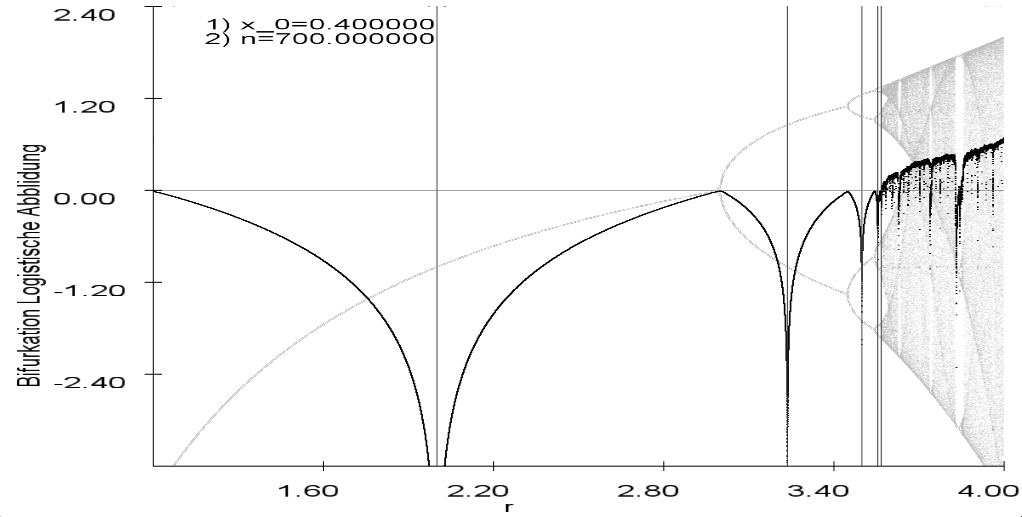 2.40
1) x_0=0.400000
2) n=700.000000
1.20
0.00
-1.20
-2.40
Bifurkation Logistische Abblidung
1.60 2.20 2.80 3.40 4.00
r